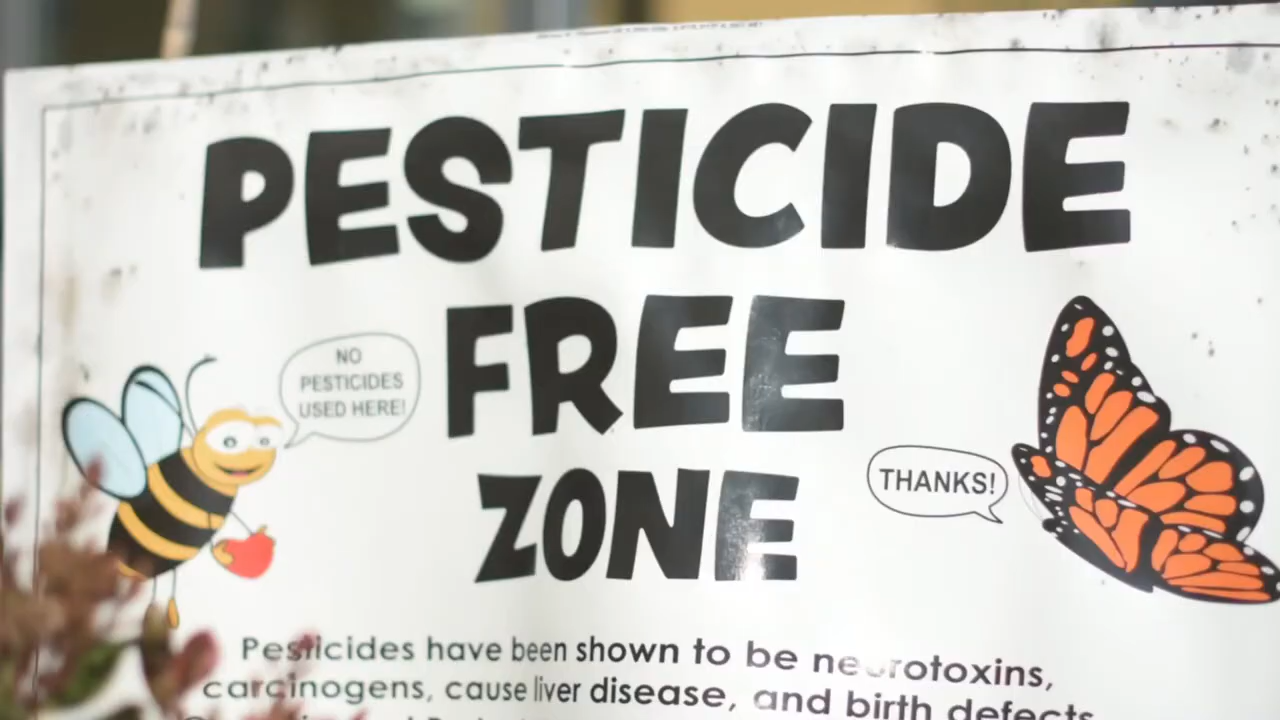 PESTICIDE
FREE
ZONE
NO
PESTICIDES
USED HERE!
THANKS!
Pesticides have been shown to be neurotoxins,
carcinogens, cause liver disease, and birth defects